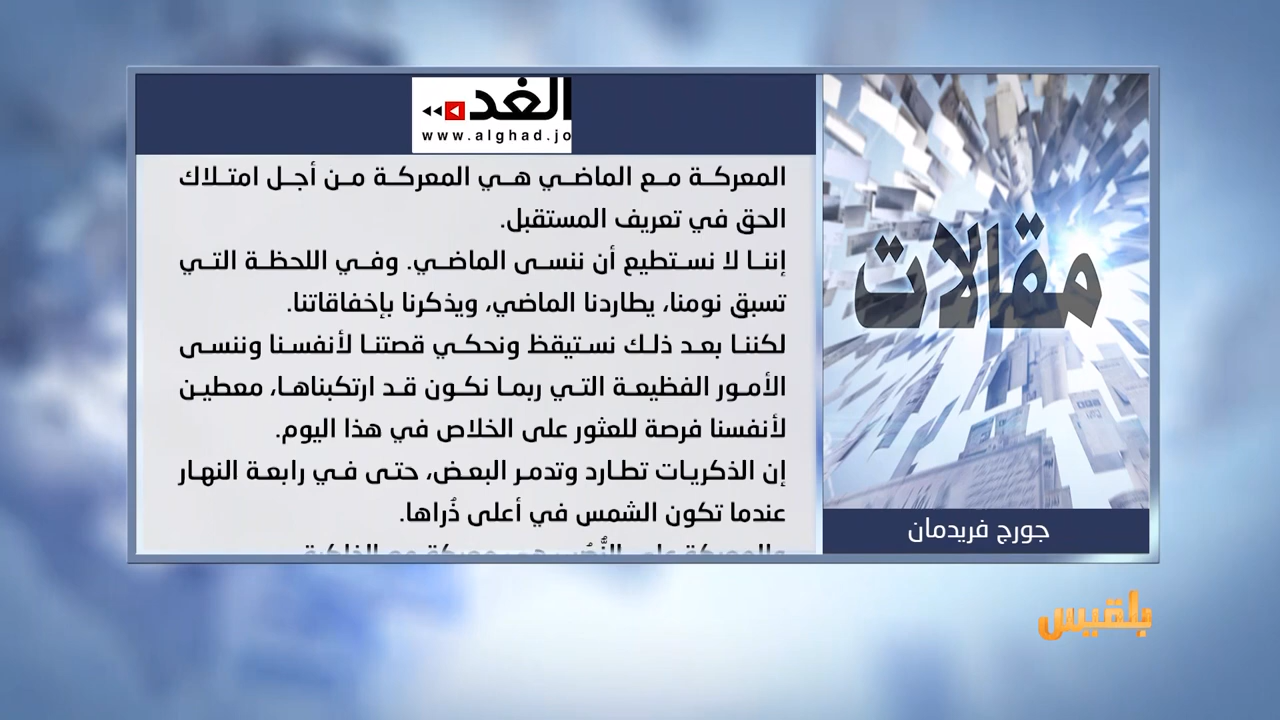 الغد
www.alghad.jo
المعركة مع الماضي هي المعركة من أجل امتلاك
الحق في تعريف المستقبل.
إننا لا نستطيع أن ننسى الماضي. وفي اللحظة التي
تسبق نومنا، يطاردنا الماضي، ويذكرنا بإخفاقاتنا.
لكننا بعد ذلك نستيقظ ونحكي قصتنا لأنفسنا وننسى
الأمور الفظيعة التي ربما نكون قد ارتكبناها، معطين
لأنفسنا فرصة للعثور على الخلاص في هذا اليوم.
إن الذكريات تطارد وتدمر البعض، حتى في رابعة النهار
عندما تكون الشمس في أعلى ذُراها.
مقالات
جورج فريدمان
بلقيس